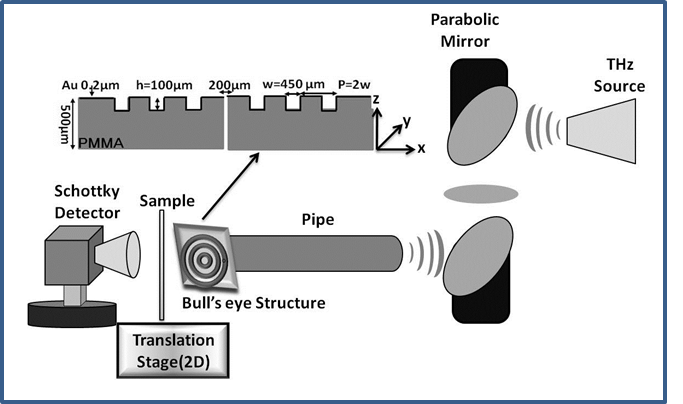 Parabolic
Mirror
THz
Source
Au 0.2µm h=100µm 200µm w=450 µm P=2w
z
y
x
500µm
PMMA
Schottky
Detector
Sample
Pipe
Bull's eye Structure
Translation
Stage(2D)